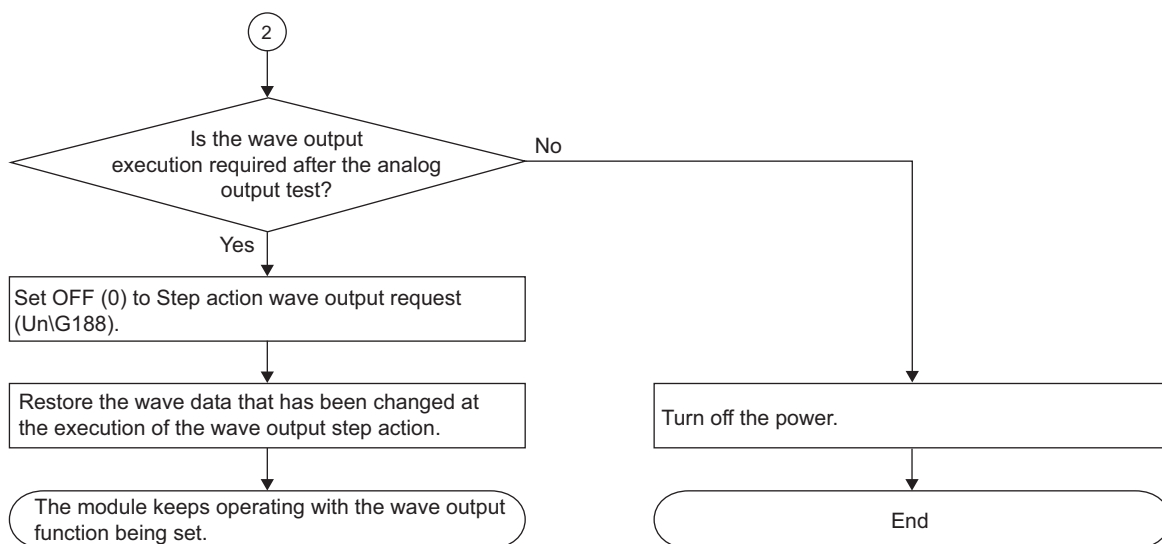 2
Is the wave output
execution required after the analog
output test?
No
Yes
Set OFF (0) to Step action wave output request
(Un\G188).
Restore the wave data that has been changed at
the execution of the wave output step action.
Turn off the power.
The module keeps operating with the wave output
function being set.
End